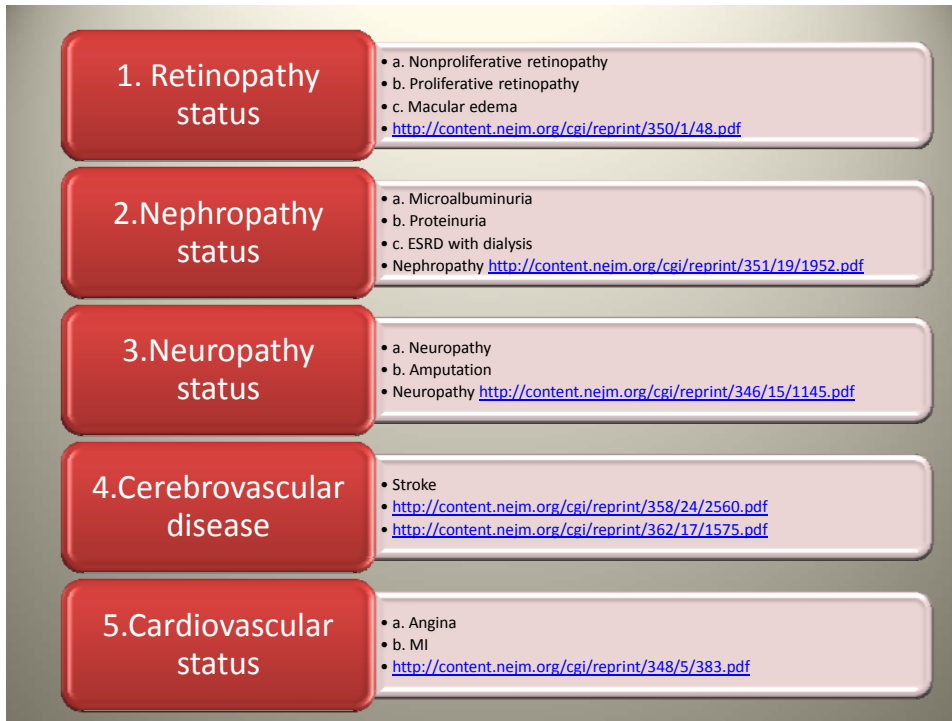 1. Retinopathy
status
• a. Nonproliferative retinopathy
• b. Proliferative retinopathy
• c. Macular edema
• http://content.nejm.org/cgi/reprint/350/1/48.pdf
2.Nephropathy
status
• a. Microalbuminuria
• b. Proteinuria
• c. ESRD with dialysis
• Nephropathy http://content.nejm.org/cgi/reprint/351/19/1952.pdf
3.Neuropathy
status
• a. Neuropathy
• b. Amputation
• Neuropathy http://content.nejm.org/cgi/reprint/346/15/1145.pdf
4.Cerebrovascular
disease
• Stroke
• http://content.nejm.org/cgi/reprint/358/24/2560.pdf
• http://content.nejm.org/cgi/reprint/362/17/1575.pdf
5.Cardiovascular
status
• a. Angina
• b. MI
• http://content.nejm.org/cgi/reprint/348/5/383.pdf